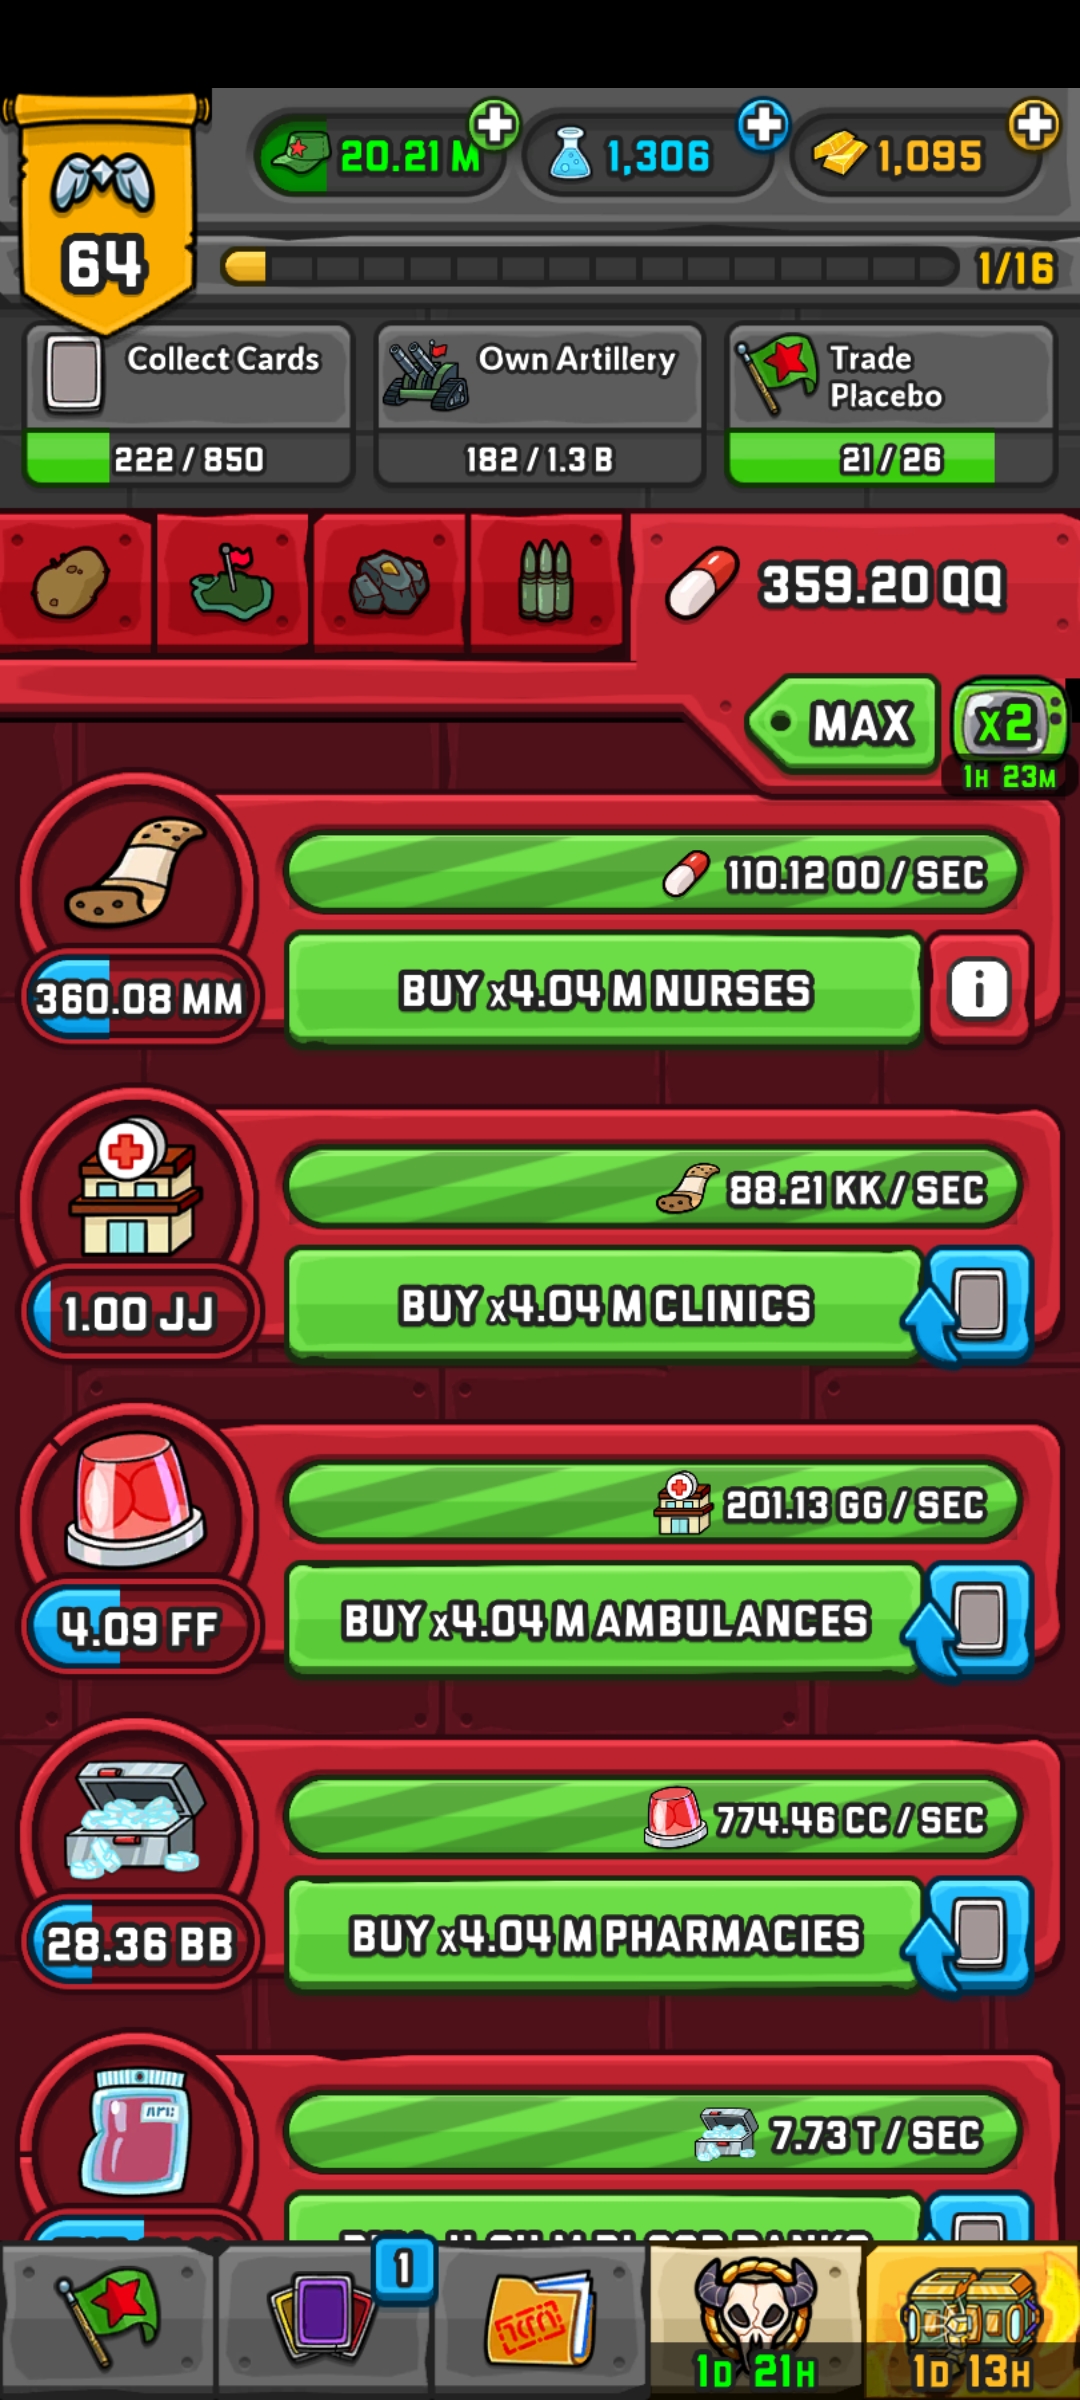 20.21 M
1,306
1,095
64
1/16
Collect Cards
222 / 850
Own Artillery
182 / 1.3 B
Trade
Placebo
21 / 26
359.20 QQ
MAX
x2
1H 23M
110.12 OO / SEC
360.08 MM
BUY x4.04 M NURSES
i
88.21 KK / SEC
1.00 JJ
BUY x4.04 M CLINICS
201.13 GG / SEC
4.09 FF
BUY x4.04 M AMBULANCES
774.46 CC / SEC
28.36 BB
BUY x4.04 M PHARMACIES
7.73 T / SEC
1
1D 21H
1D 13H